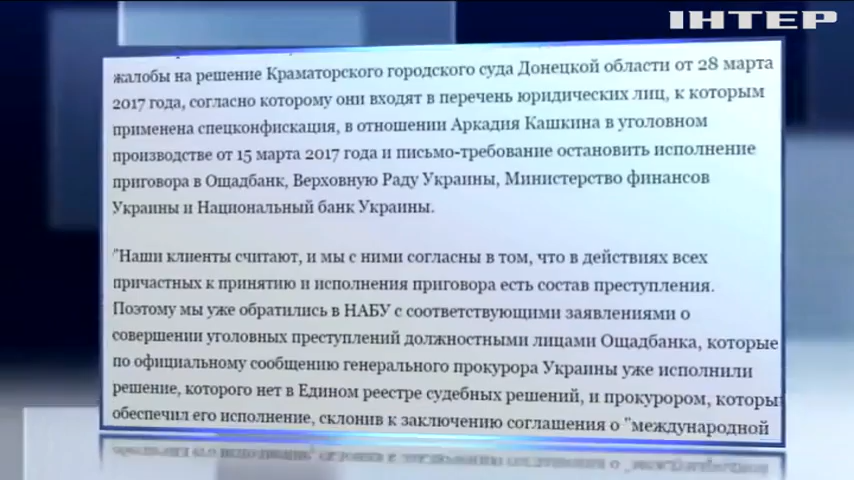 ІНТЕР
жалобы на решение Краматорского городского суда Донецкой области от 28 марта
2017 года, согласно которому они входят в перечень юридических лиц, к которым
применена спецконфискация, в отношении Аркадия Кашкина в уголовном
производстве от 15 марта 2017 года и письмо-требование остановить исполнение
приговора в Ощадбанк, Верховную Раду Украины, Министерство финансов
Украины и Национальный банк Украины.
"Наши клиенты считают, и мы с ними согласны в том, что в действиях всех
причастных к принятию и исполнения приговора есть состав преступления.
Поэтому мы уже обратились в НАБУ с соответствующими заявлениями о
совершении уголовных преступлений должностными лицами Ощадбанка, которые
по официальному сообщению генерального прокурора Украины уже исполнили
решение, которого нет в Едином реестре судебных решений, и прокурором, которы
обеспечил его исполнение, склонив к заключению соглашения о "международной